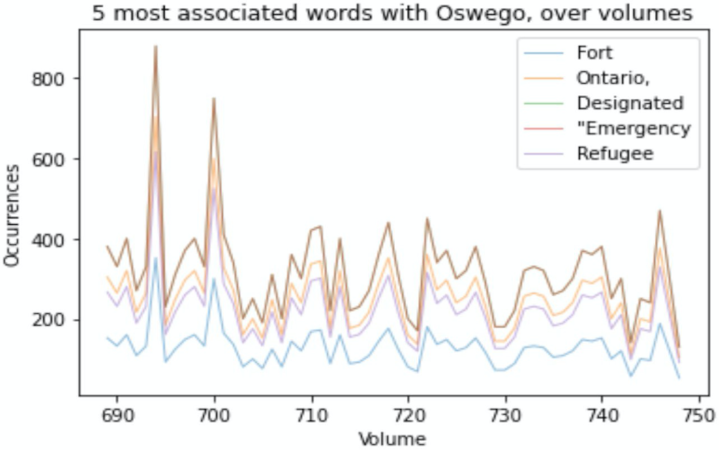 5 most associated words with Oswego, over volumes
Occurrences
800
600
400
200
Fort
Ontario,
Designated
"Emergency
Refugee
690 700 710 720 730 740 750
Volume